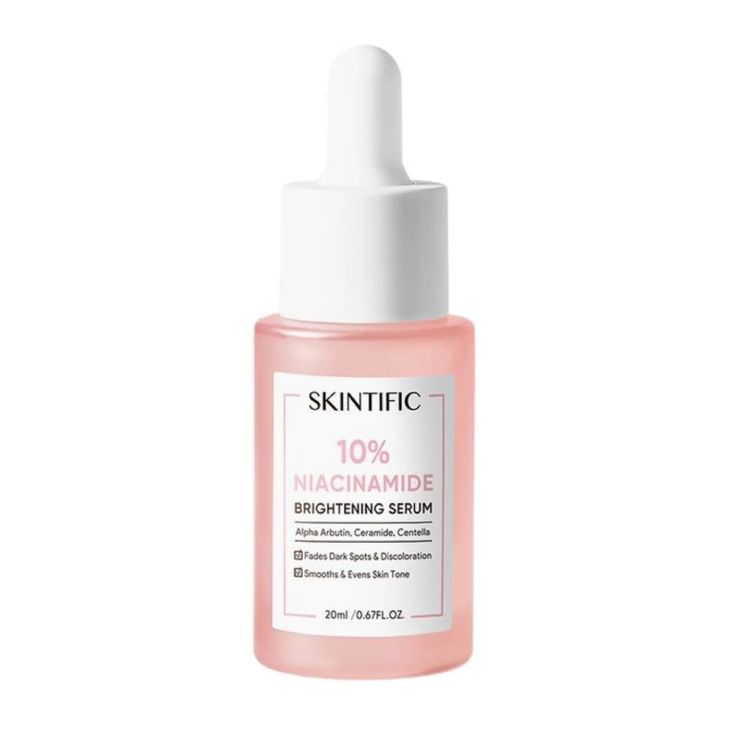 SKINTIFIC
10%
NIACINAMIDE
BRIGHTENING SERUM
Alpha Arbutin, Ceramide, Centella
Fades Dark Spots & Discoloration
Smooths & Evens Skin Tone
20ml /0.67FL.OZ.